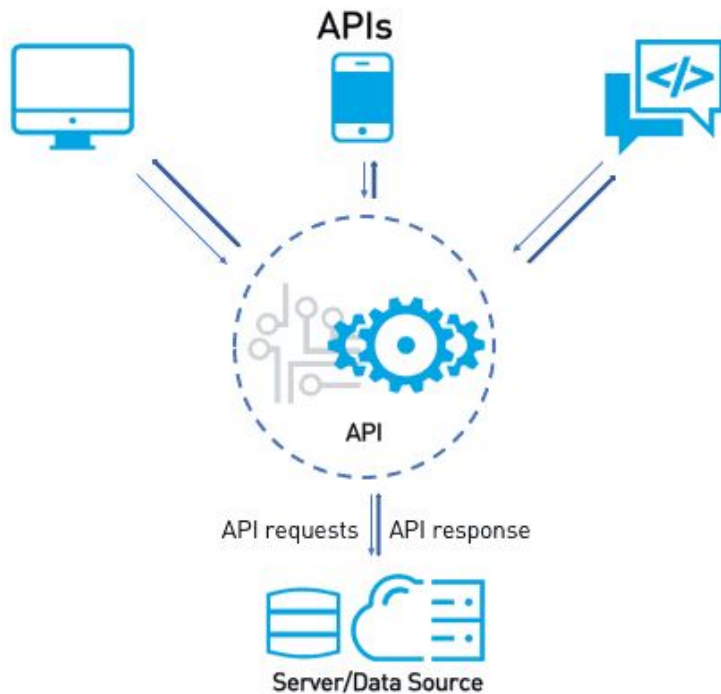 APIs
</>
API
API requests
API response
Server/Data Source